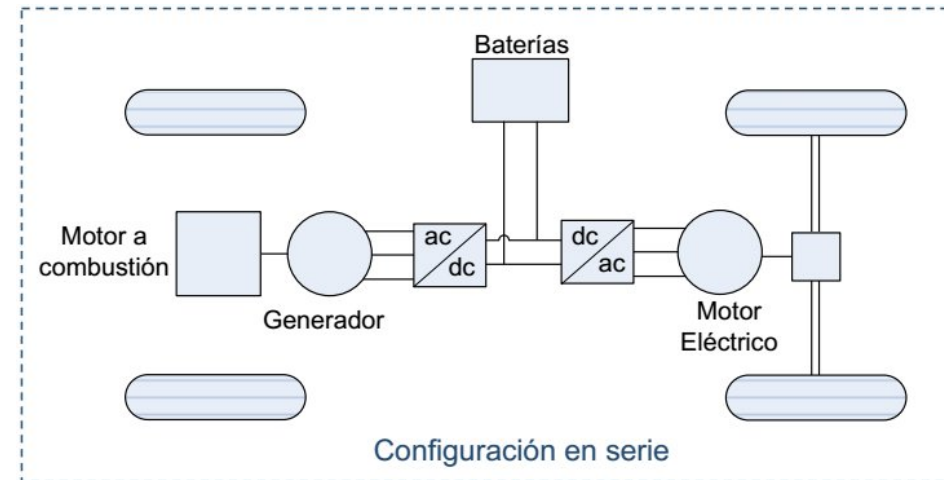 Baterías
Motor a
combustión
Generador
ac
dc
dc
ac
Motor
Eléctrico
Configuración en serie